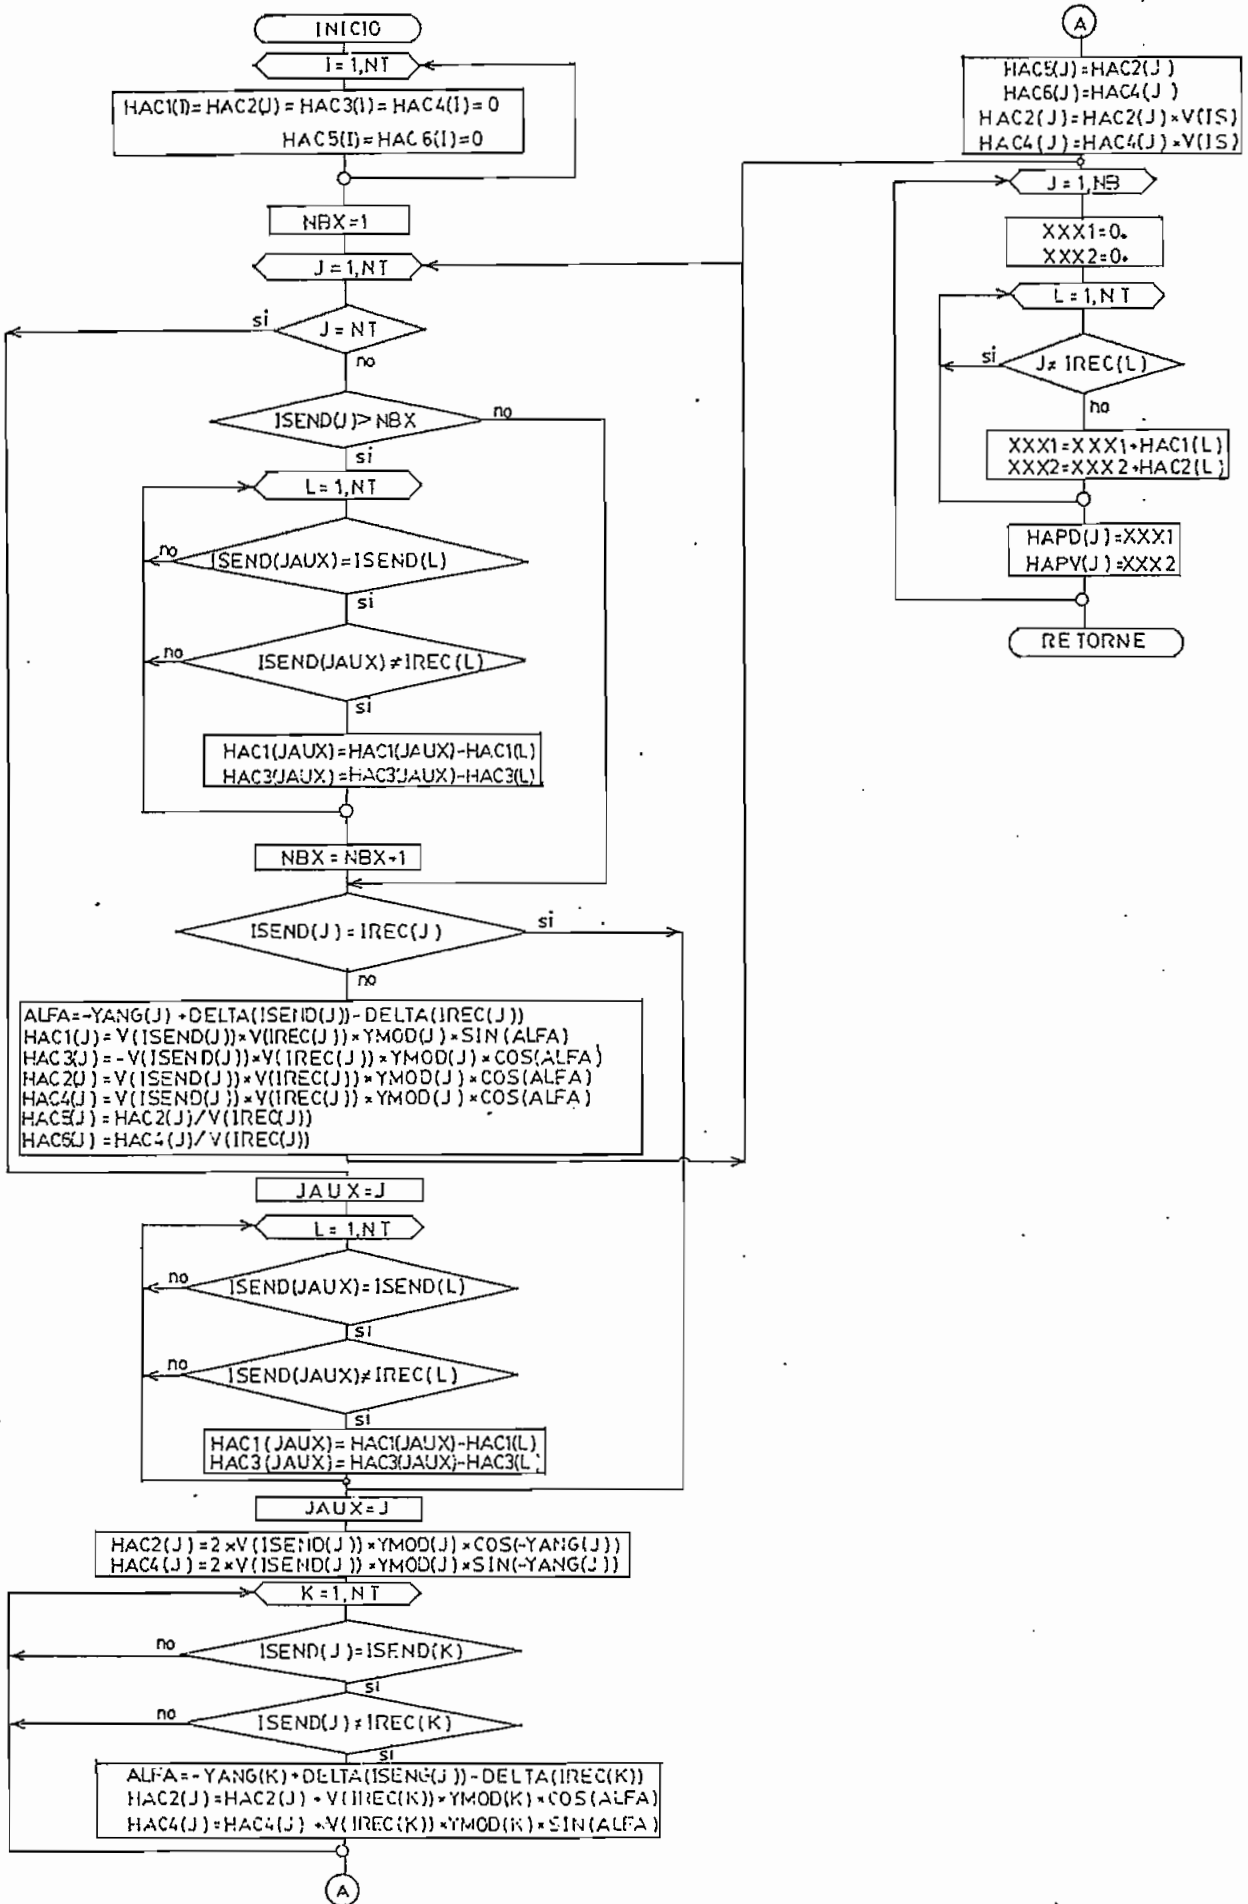 INICIO
I=1,NT
HAC1(I)=HAC2(J)=HAC3(I)=HAC4(I)=0
HAC5(I)=HAC6(I)=0
NBX=1
J=1,NT
si
J=NT
no
ISEND(J)>NBX
no
si
L=1,NT
no
ISEND(JAUX)=ISEND(L)
si
no
ISEND(JAUX)≠IREC(L)
si
HAC1(JAUX)=HAC1(JAUX)-HAC1(L)
HAC3(JAUX)=HAC3(JAUX)-HAC3(L)
NBX=NBX+1
ISEND(J)=IREC(J)
si
no
ALFA=-YANG(J)+DELTA(ISEND(J))-DELTA(IREC(J))
HAC1(J)=V(ISEND(J))×V(IREC(J))×YMOD(J)×SIN(ALFA)
HAC3(J)=-V(ISEND(J))×V(IREC(J))×YMOD(J)×COS(ALFA)
HAC2(J)=V(ISEND(J))×V(IREC(J))×YMOD(J)×COS(ALFA)
HAC4(J)=V(ISEND(J))×V(IREC(J))×YMOD(J)×COS(ALFA)
HAC5(J)=HAC2(J)/V(IREC(J))
HAC6(J)=HAC4(J)/V(IREC(J))
JAUX=J
L=1,NT
no
ISEND(JAUX)=ISEND(L)
si
no
ISEND(JAUX)≠IREC(L)
si
HAC1(JAUX)=HAC1(JAUX)-HAC1(L)
HAC3(JAUX)=HAC3(JAUX)-HAC3(L)
JAUX=J
HAC2(J)=2×V(ISEND(J))×YMOD(J)×COS(-YANG(J))
HAC4(J)=2×V(ISEND(J))×YMOD(J)×SIN(-YANG(J))
K=1,NT
no
ISEND(J)=ISEND(K)
si
no
ISEND(J)≠IREC(K)
si
ALFA=-YANG(K)+DELTA(ISEND(J))-DELTA(IREC(K))
HAC2(J)=HAC2(J)+V(IREC(K))×YMOD(K)×COS(ALFA)
HAC4(J)=HAC4(J)+V(IREC(K))×YMOD(K)×SIN(ALFA)
A
A
HAC5(J)=HAC2(J)
HAC6(J)=HAC4(J)
HAC2(J)=HAC2(J)×V(IS)
HAC4(J)=HAC4(J)×V(IS)
J=1,NB
XXX1=0.
XXX2=0.
L=1,NT
si
J≠IREC(L)
no
XXX1=XXX1+HAC1(L)
XXX2=XXX2+HAC2(L)
HAPD(J)=XXX1
HAPV(J)=XXX2
RETORNE